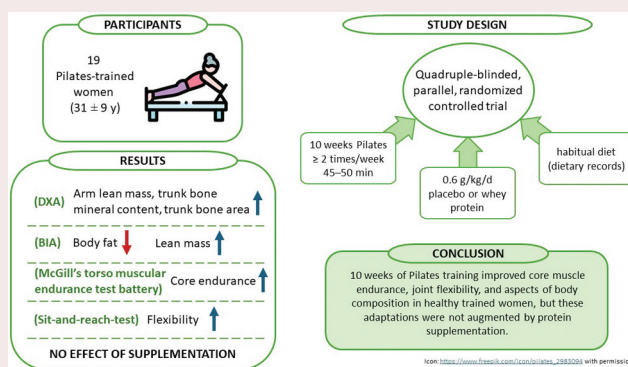 PARTICIPANTS
19
Pilates-trained
women
(31 ± 9 y)
RESULTS
(DXA) Arm lean mass, trunk bone
mineral content, trunk bone area
(BIA) Body fat Lean mass
(McGill's torso muscular
endurance test battery) Core endurance
(Sit-and-reach-test) Flexibility
NO EFFECT OF SUPPLEMENTATION
STUDY DESIGN
Quadruple-blinded,
parallel, randomized
controlled trial
10 weeks Pilates
≥ 2 times/week
45–50 min
0.6 g/kg/d
placebo or whey
protein
habitual diet
(dietary records)
CONCLUSION
10 weeks of Pilates training improved core muscle
endurance, joint flexibility, and aspects of body
composition in healthy trained women, but these
adaptations were not augmented by protein
supplementation.
Icon: https://www.freepik.com/icon/pilates_2983094 with permissio